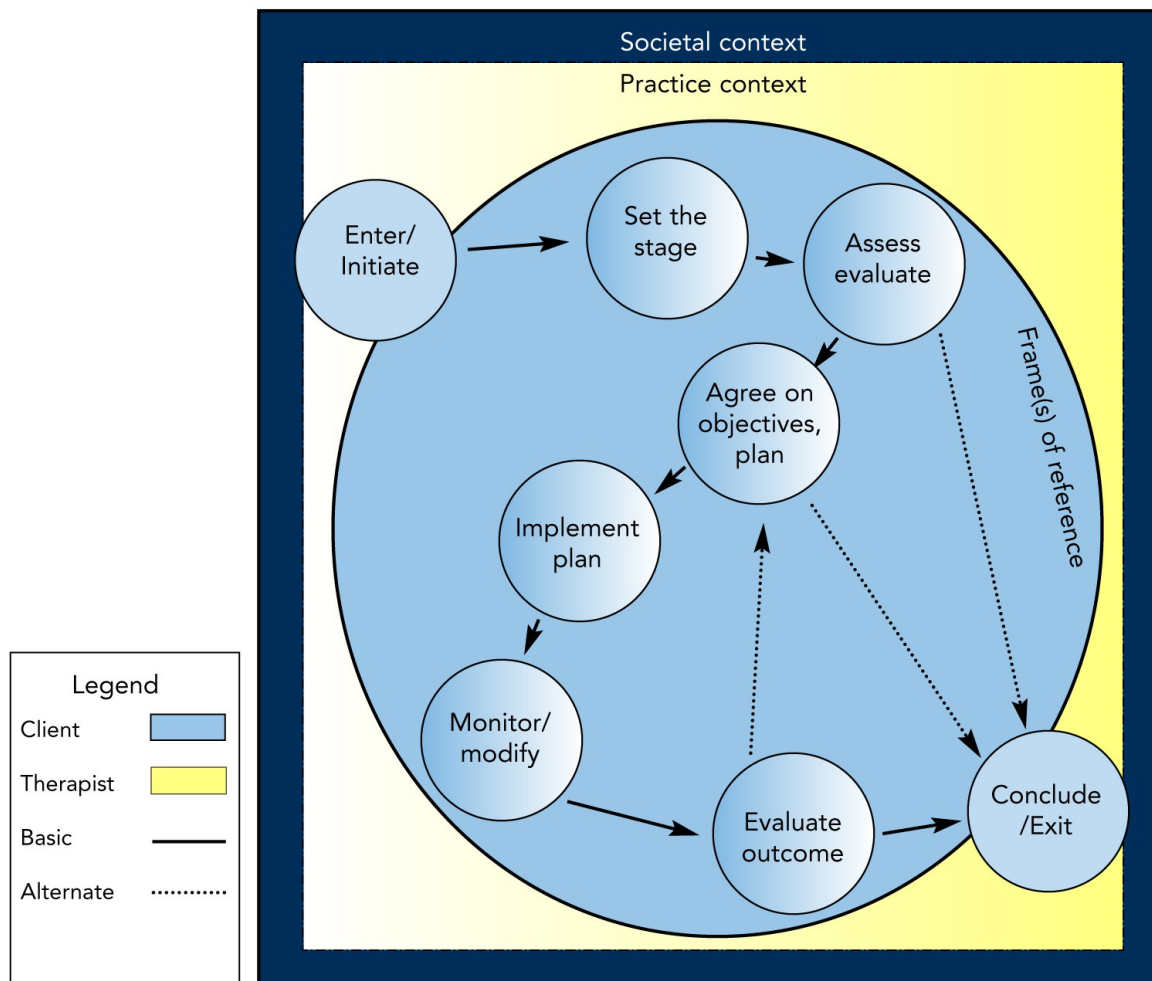 Societal context
Practice context
Enter/
Initiate
Set the
stage
Assess
evaluate
Frame(s) of reference
Agree on
objectives,
plan
Implement
plan
Monitor/
modify
Evaluate
outcome
Conclude
/Exit
Legend
Client
Therapist
Basic
Alternate